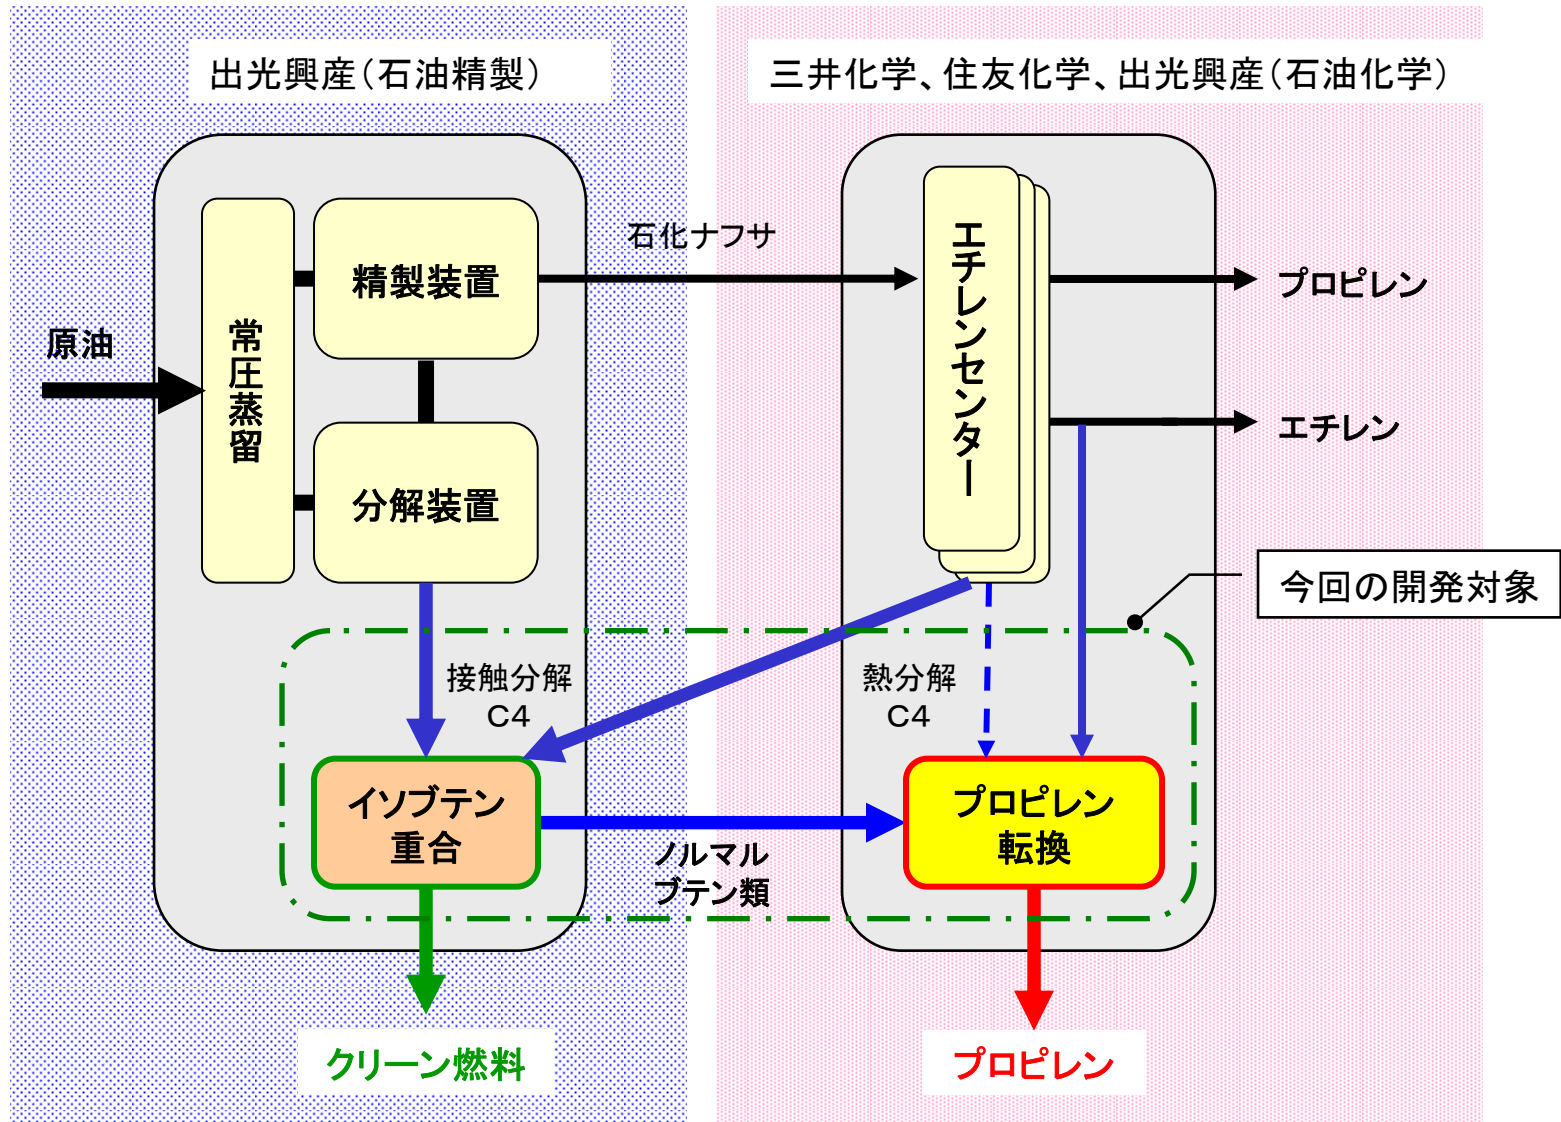 出光興産（石油精製）
三井化学、住友化学、出光興産（石油化学）
原油
常圧蒸留
精製装置
分解装置
石化ナフサ
エチレンセンター
プロピレン
エチレン
今回の開発対象
接触分解
C4
熱分解
C4
イソブテン
重合
ノルマル
ブテン類
プロピレン
転換
クリーン燃料
プロピレン